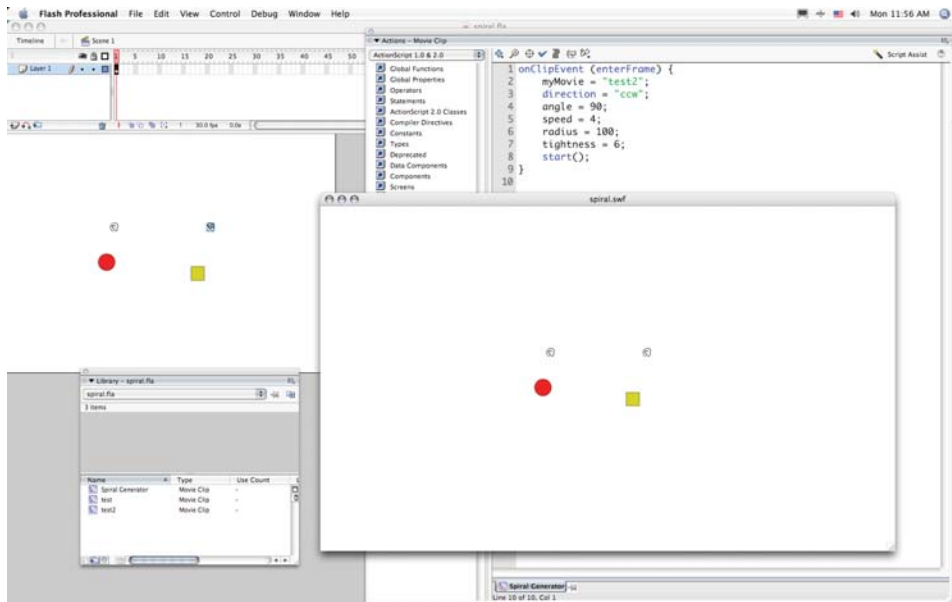 Flash Professional File Edit View Control Debug Window Help
Mon 11:56 AM
spiral.fla
Timeline
Scene 1
5 10 15 20 25 30 35 40 45 50
Layer 1
1 30.0 fps 0.0s
Actions - Movie Clip
ActionScript 1.0 & 2.0
Script Assist
Global Functions
Global Properties
Operators
Statements
ActionScript 2.0 Classes
Compiler Directives
Constants
Types
Deprecated
Data Components
Components
Screens
1 onClipEvent (enterFrame) {
2 myMovie = "test2";
3 direction = "ccw";
4 angle = 90;
5 speed = 4;
6 radius = 100;
7 tightness = 6;
8 start();
9 }
10
spiral.swf
Library - spiral.fla
spiral.fla
3 items
Name Type Use Count
Spiral Generator Movie Clip -
test Movie Clip -
test2 Movie Clip -
Spiral Generator
Line 10 of 10, Col 1